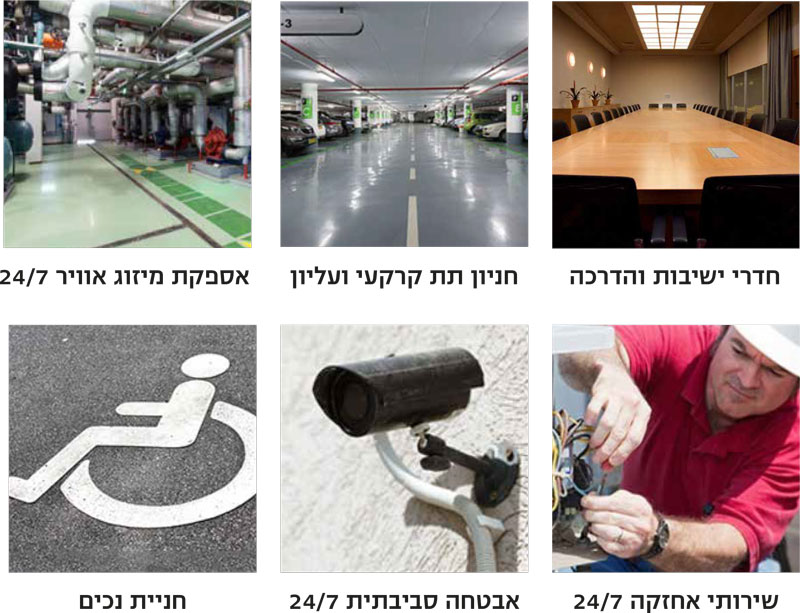 -3
חדרי ישיבות והדרכה
חניון תת קרקעי ועליון
אספקת מיזוג אוויר 24/7
שירותי אחזקה 24/7
אבטחה סביבתית 24/7
חניית נכים